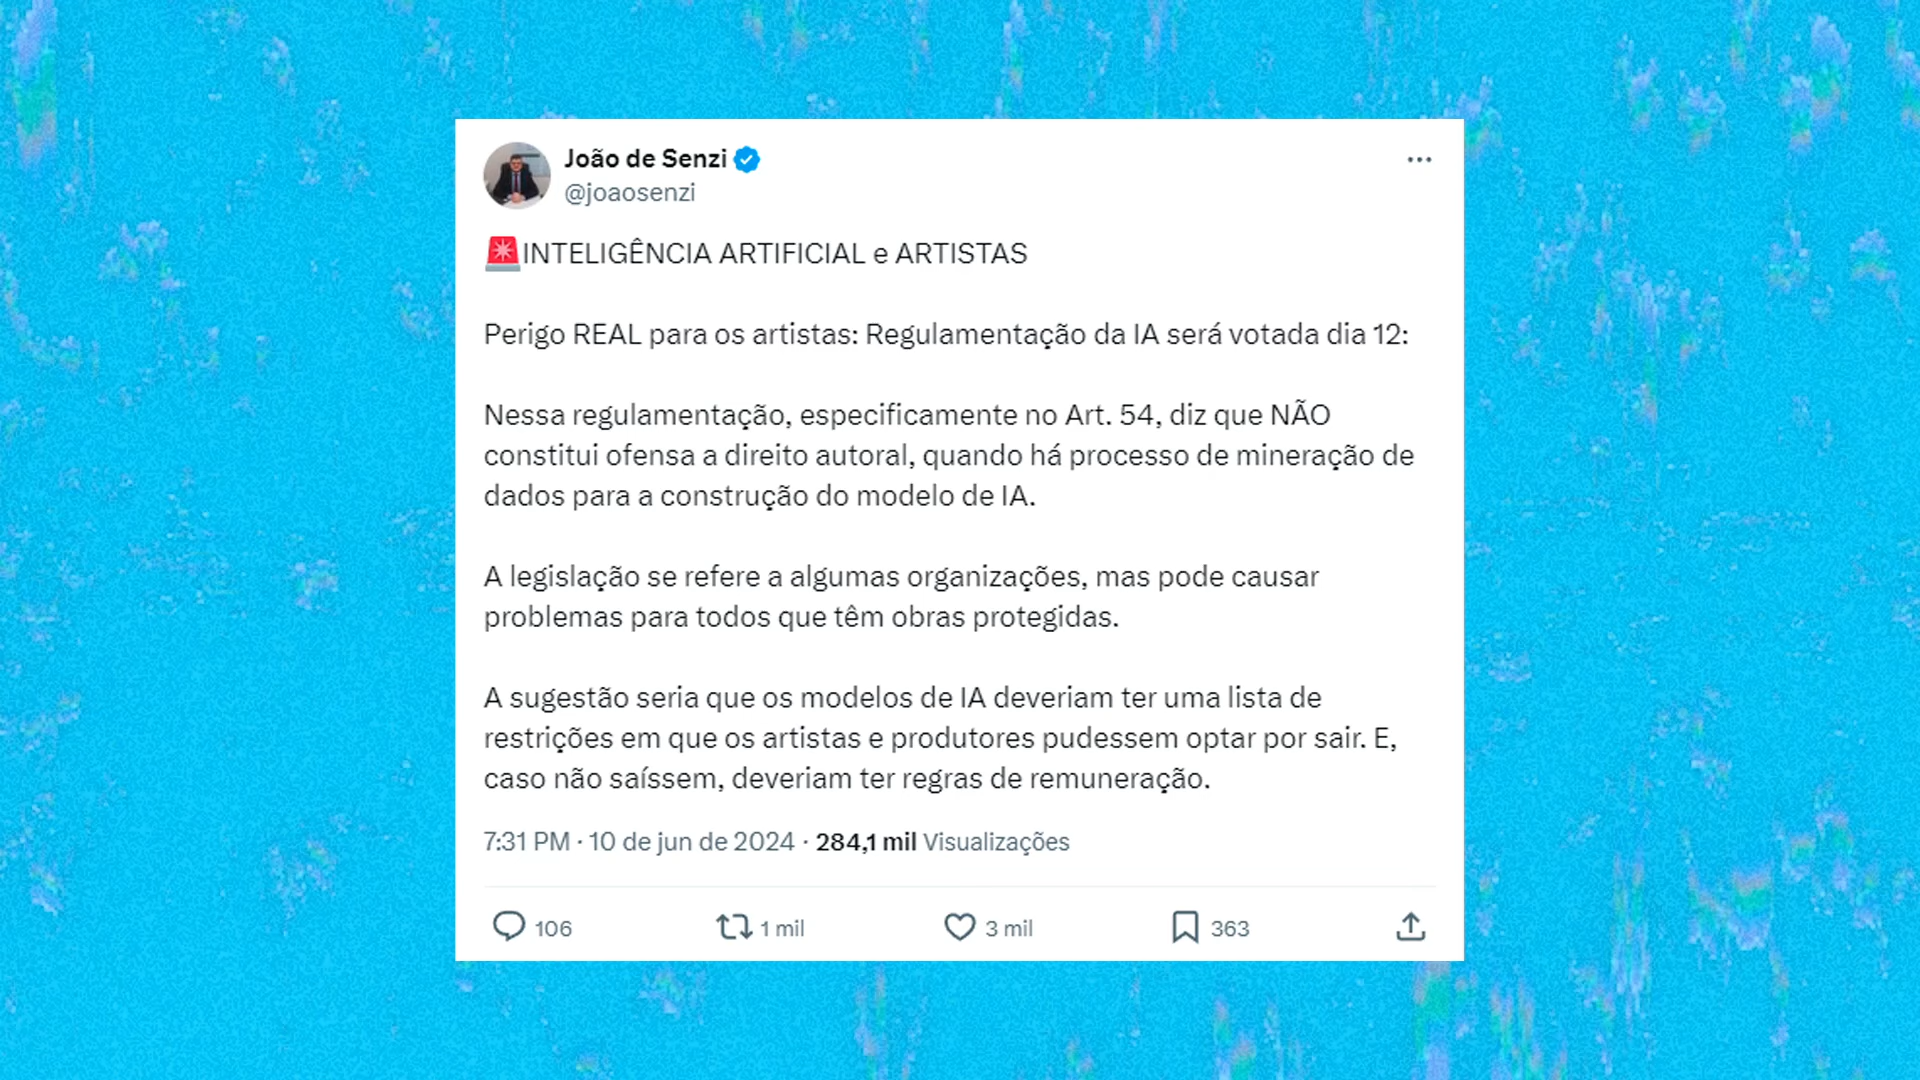 João de Senzi
@joaosenzi
🚨INTELIGÊNCIA ARTIFICIAL e ARTISTAS
Perigo REAL para os artistas: Regulamentação da IA será votada dia 12:
Nessa regulamentação, especificamente no Art. 54, diz que NÃO
constitui ofensa a direito autoral, quando há processo de mineração de
dados para a construção do modelo de IA.
A legislação se refere a algumas organizações, mas pode causar
problemas para todos que têm obras protegidas.
A sugestão seria que os modelos de IA deveriam ter uma lista de
restrições em que os artistas e produtores pudessem optar por sair. E,
caso não saíssem, deveriam ter regras de remuneração.
7:31 PM · 10 de jun de 2024 · 284,1 mil Visualizações
106 1 mil 3 mil 363